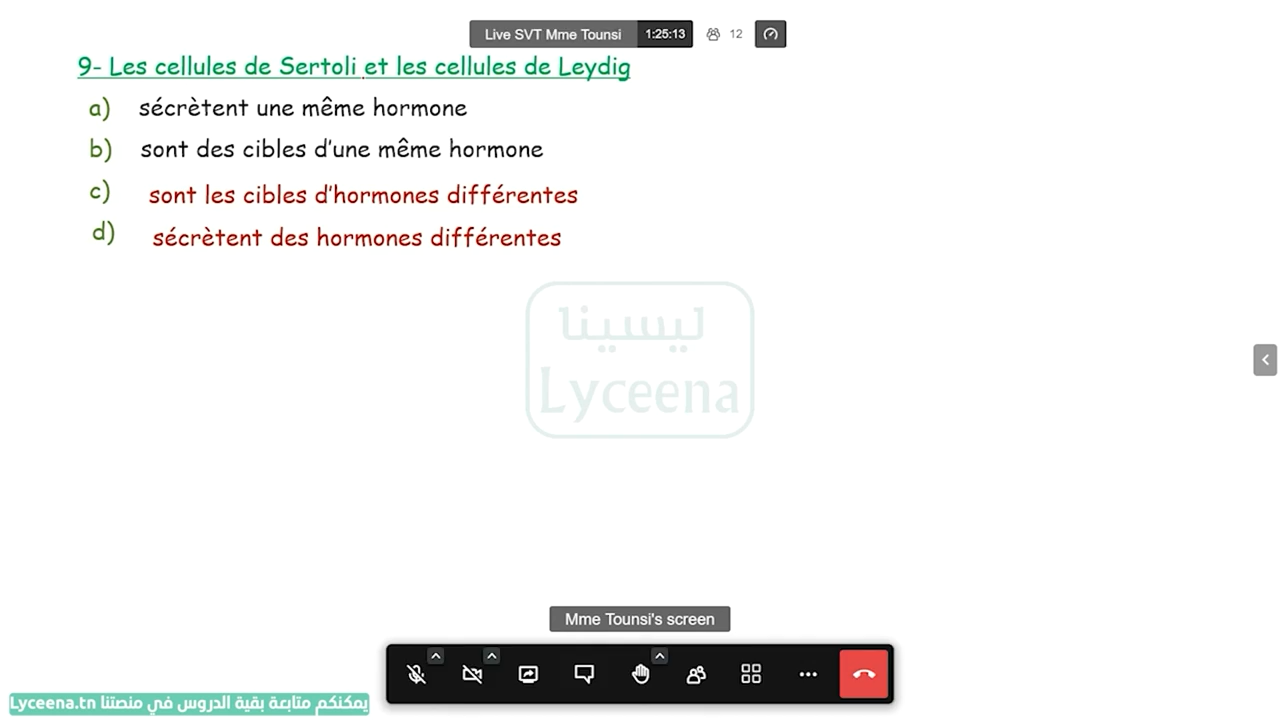 Live SVT Mme Tounsi 1:25:13 12
9- Les cellules de Sertoli et les cellules de Leydig
a) sécrètent une même hormone
b) sont des cibles d’une même hormone
c) sont les cibles d’hormones différentes
d) sécrètent des hormones différentes
ليسينا
Lyceena
Mme Tounsi's screen
يمكنكم متابعة بقية الدروس في منصتنا Lyceena.tn